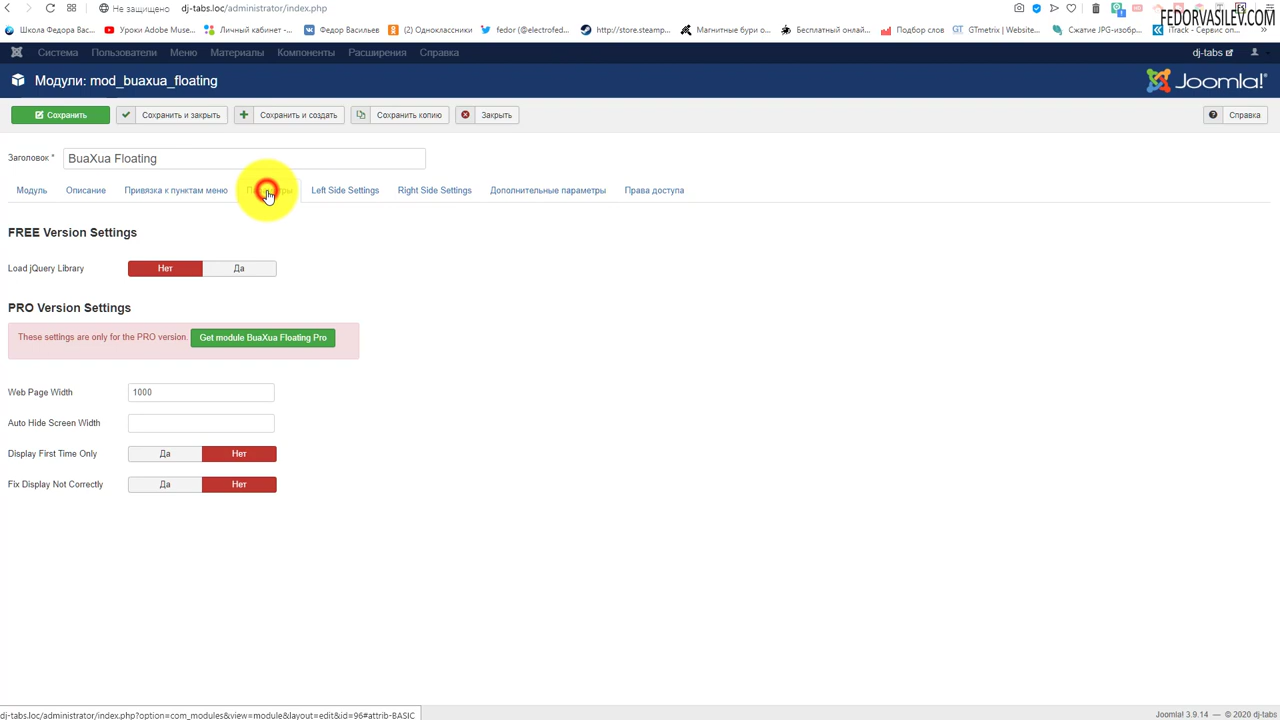 Не защищено dj-tabs.loc/administrator/index.php
FEDORVASILEV.COM
Школа Федора Вас... Уроки Adobe Muse... Личный кабинет -... Федор Васильев (2) Одноклассники fedor (@electrofed... http://store.steamp... Магнитные бури о... Бесплатный онлай... Подбор слов GTmetrix | Website... Сжатие JPG-изобр... iTrack - Сервис оп...
Система Пользователи Меню Материалы Компоненты Расширения Справка dj-tabs
Модули: mod_buaxua_floating Joomla!®
Сохранить Сохранить и закрыть Сохранить и создать Сохранить копию Закрыть Справка
Заголовок * BuaXua Floating
Модуль Описание Привязка к пунктам меню Left Side Settings Right Side Settings Дополнительные параметры Права доступа
FREE Version Settings
Load jQuery Library Нет Да
PRO Version Settings
These settings are only for the PRO version. Get module BuaXua Floating Pro
Web Page Width 1000
Auto Hide Screen Width
Display First Time Only Да Нет
Fix Display Not Correctly Да Нет
dj-tabs.loc/administrator/index.php?option=com_modules&view=module&layout=edit&id=96#attrib-BASIC
Joomla! 3.9.14 — © 2020 dj-tabs